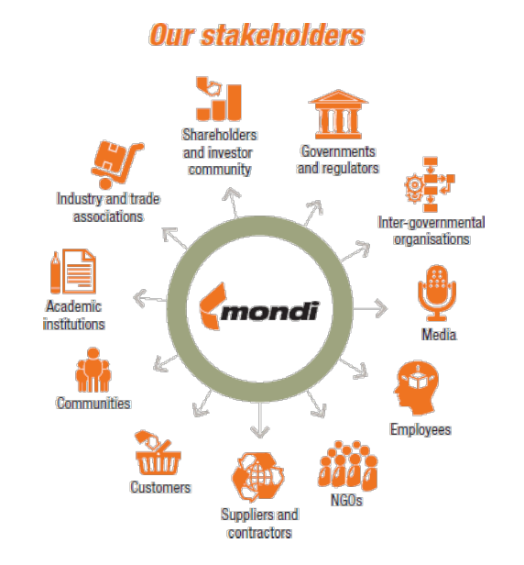 Our stakeholders
Shareholders
and investor
community
Governments
and regulators
Inter-governmental
organisations
Media
Employees
NGOs
Suppliers and
contractors
Customers
Communities
Academic
institutions
Industry and trade
associations
mondi